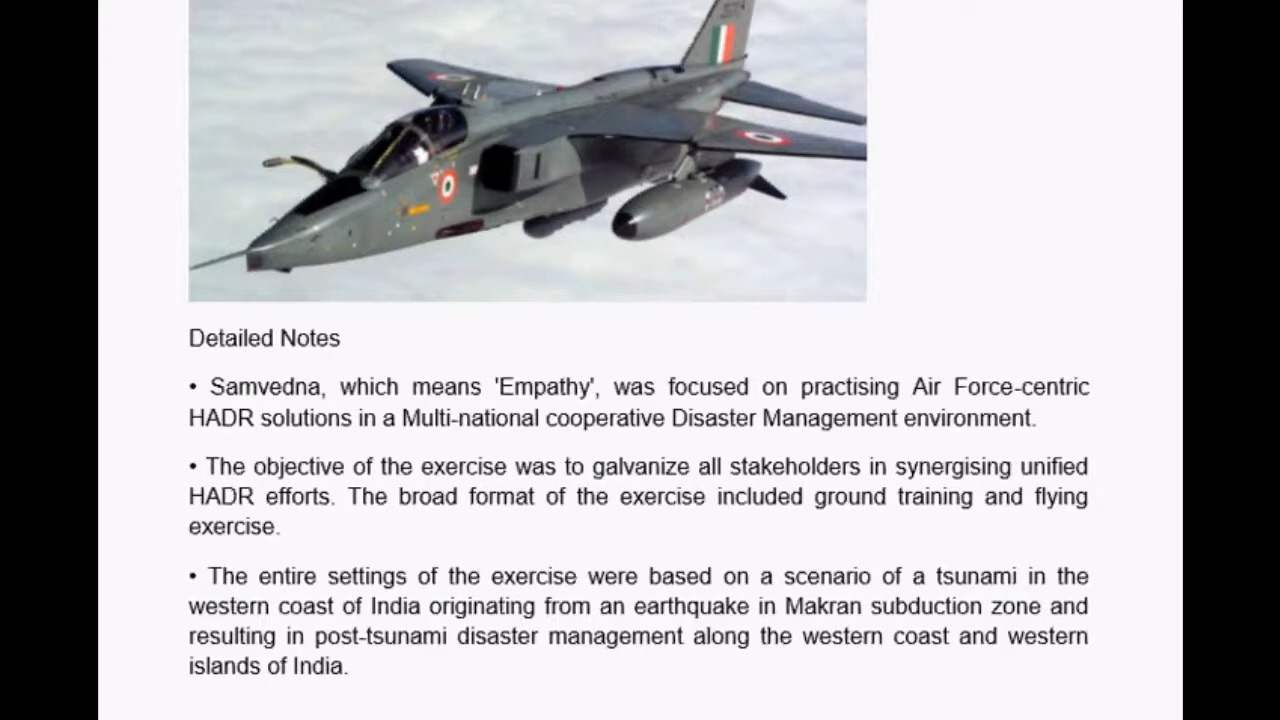 Detailed Notes
• Samvedna, which means 'Empathy', was focused on practising Air Force-centric
HADR solutions in a Multi-national cooperative Disaster Management environment.
• The objective of the exercise was to galvanize all stakeholders in synergising unified
HADR efforts. The broad format of the exercise included ground training and flying
exercise.
• The entire settings of the exercise were based on a scenario of a tsunami in the
western coast of India originating from an earthquake in Makran subduction zone and
resulting in post-tsunami disaster management along the western coast and western
islands of India.